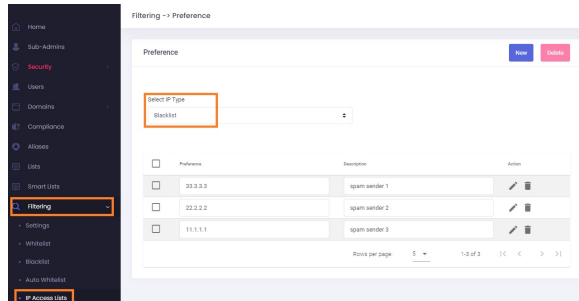 Filtering -> Preference
Home
Sub-Admins
Security
Users
Domains
Compliance
Aliases
Lists
Smart Lists
Filtering
Settings
Whitelist
Blacklist
Auto Whitelist
IP Access Lists
Preference
New
Delete
Select IP Type
Blacklist
Preference Description Action
33.3.3.3 spam sender 1
22.2.2.2 spam sender 2
11.1.1.1 spam sender 3
Rows per page: 5 1-3 of 3